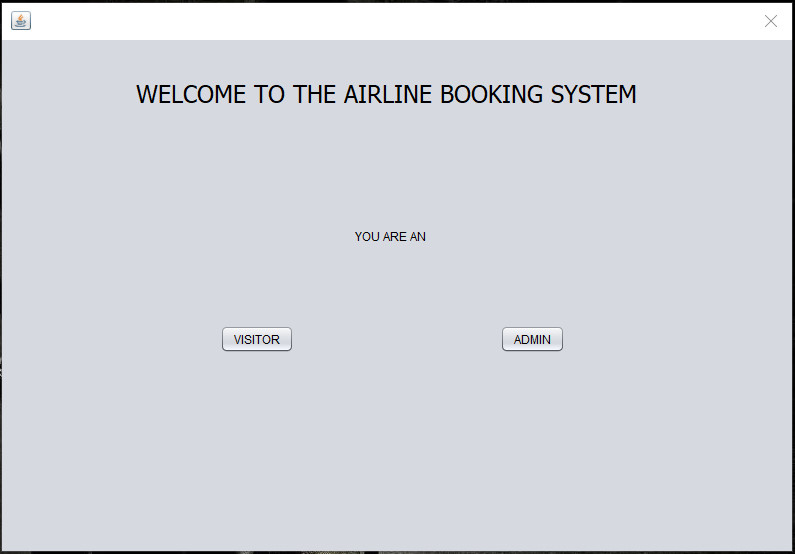 WELCOME TO THE AIRLINE BOOKING SYSTEM
YOU ARE AN
VISITOR
ADMIN